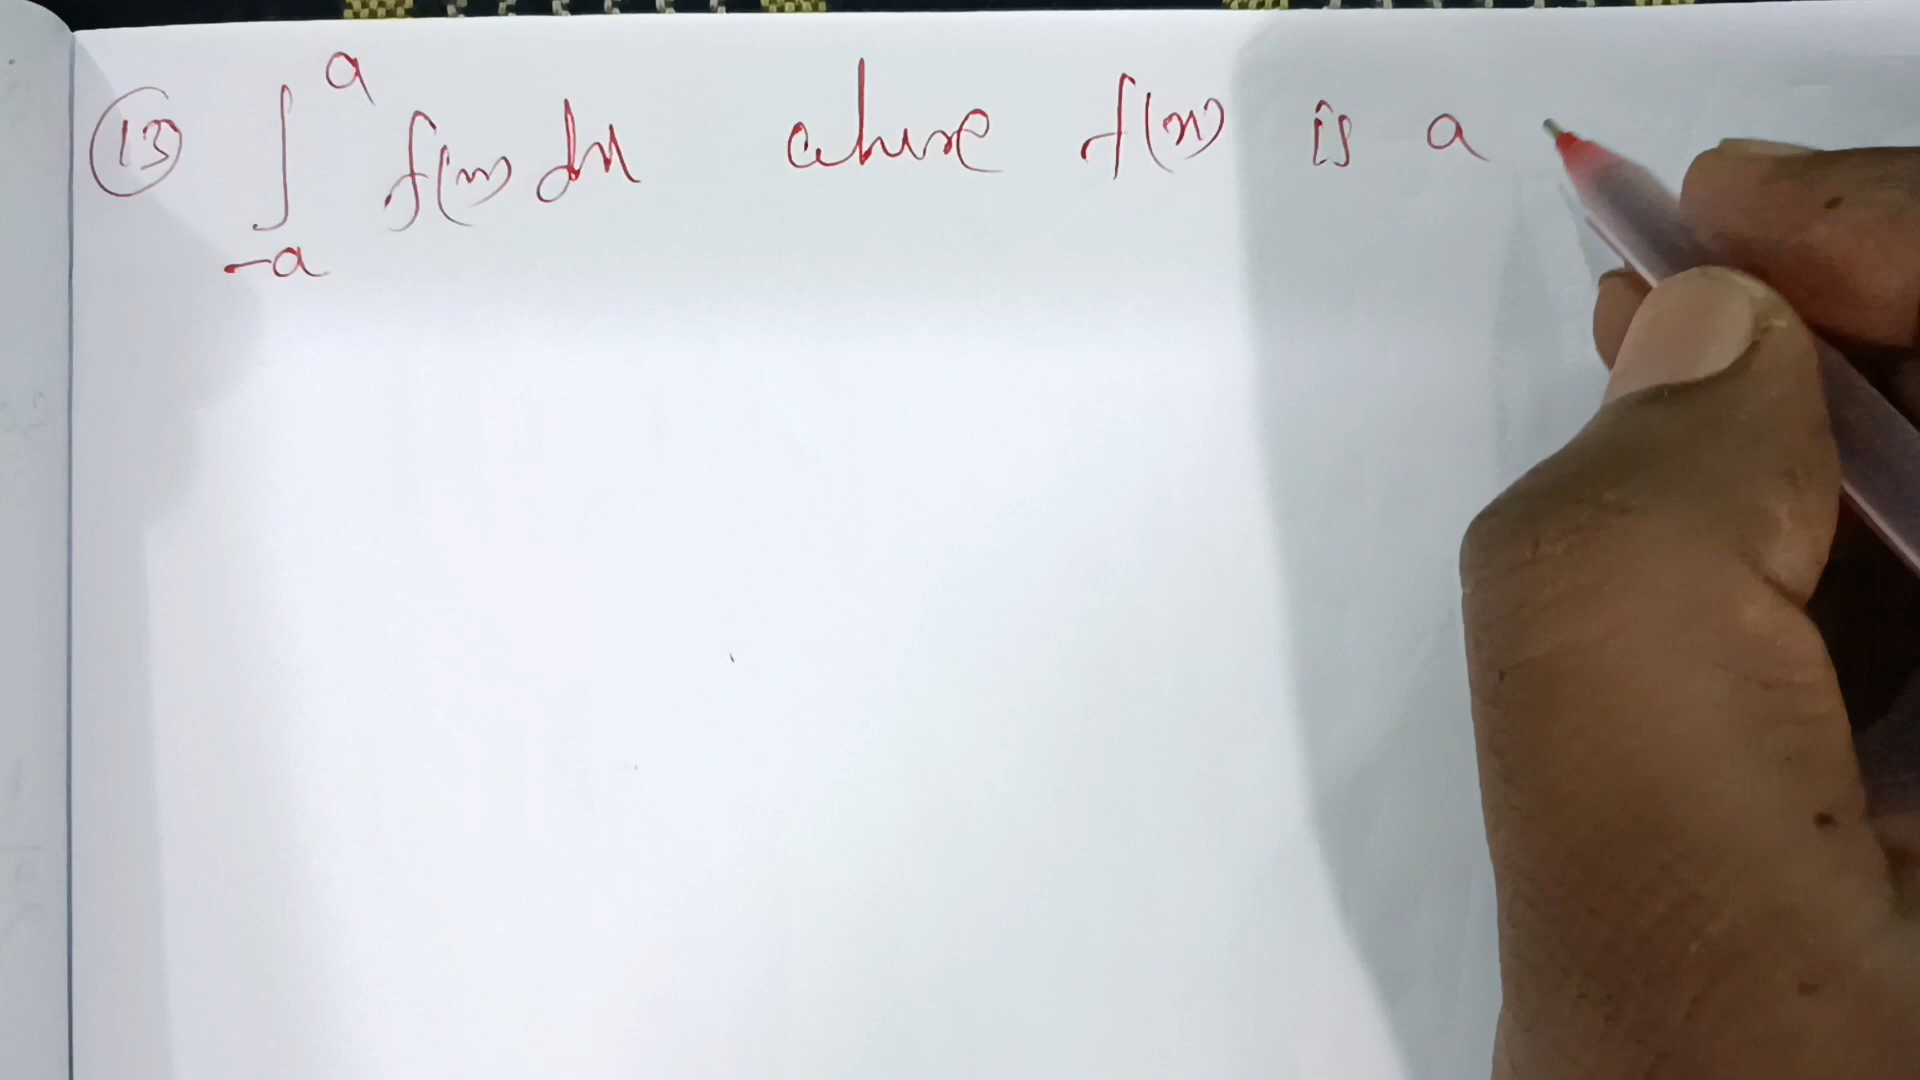 (13) ∫_{-a}^{a} f(x) dx where f(x) is a